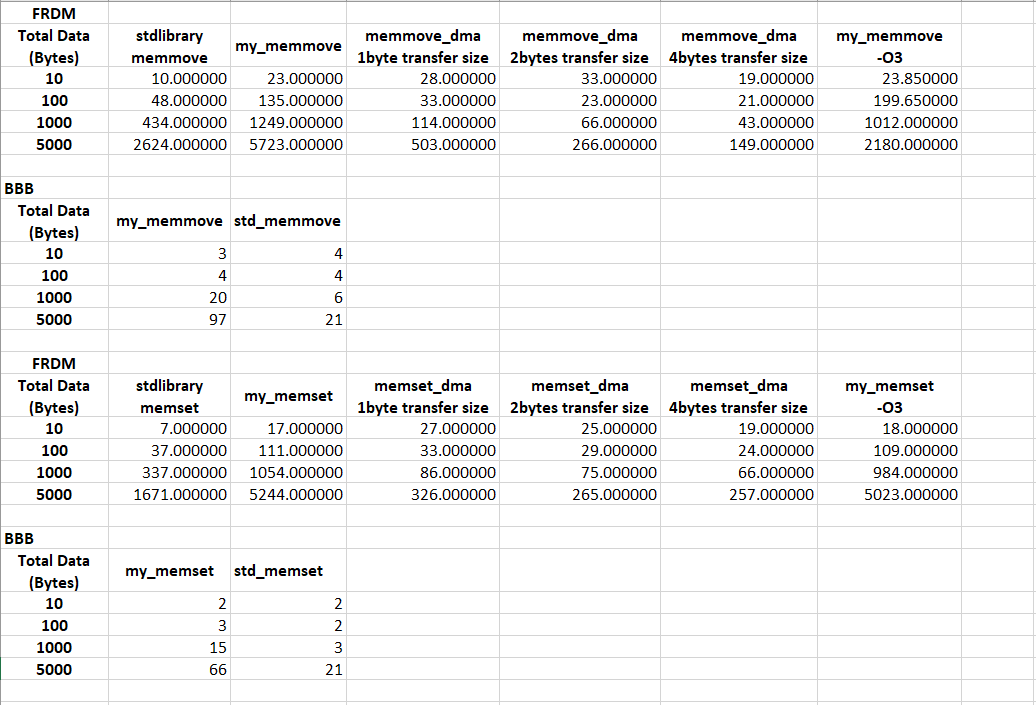 FRDM
Total Data (Bytes) stdlibrary memmove my_memmove memmove_dma 1byte transfer size memmove_dma 2bytes transfer size memmove_dma 4bytes transfer size my_memmove -O3
10 10.000000 23.000000 28.000000 33.000000 19.000000 23.850000
100 48.000000 135.000000 33.000000 23.000000 21.000000 199.650000
1000 434.000000 1249.000000 114.000000 66.000000 43.000000 1012.000000
5000 2624.000000 5723.000000 503.000000 266.000000 149.000000 2180.000000
BBB
Total Data (Bytes) my_memmove std_memmove
10 3 4
100 4 4
1000 20 6
5000 97 21
FRDM
Total Data (Bytes) stdlibrary memset my_memset memset_dma 1byte transfer size memset_dma 2bytes transfer size memset_dma 4bytes transfer size my_memset -O3
10 7.000000 17.000000 27.000000 25.000000 19.000000 18.000000
100 37.000000 111.000000 33.000000 29.000000 24.000000 109.000000
1000 337.000000 1054.000000 86.000000 75.000000 66.000000 984.000000
5000 1671.000000 5244.000000 326.000000 265.000000 257.000000 5023.000000
BBB
Total Data (Bytes) my_memset std_memset
10 2 2
100 3 2
1000 15 3
5000 66 21